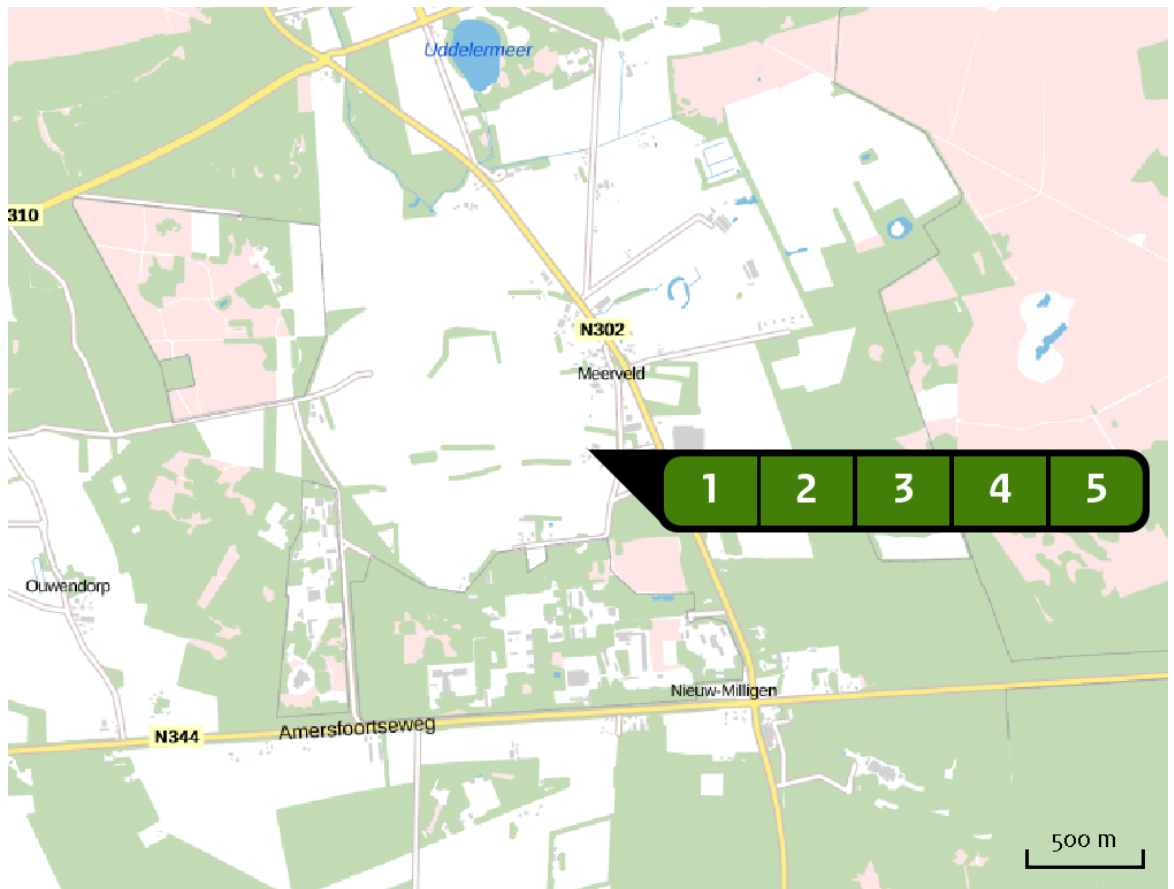 Uddelermeer
310
N302
Meerveld
1 2 3 4 5
Ouwendorp
Nieuw-Milligen
Amersfoortseweg
N344
500 m